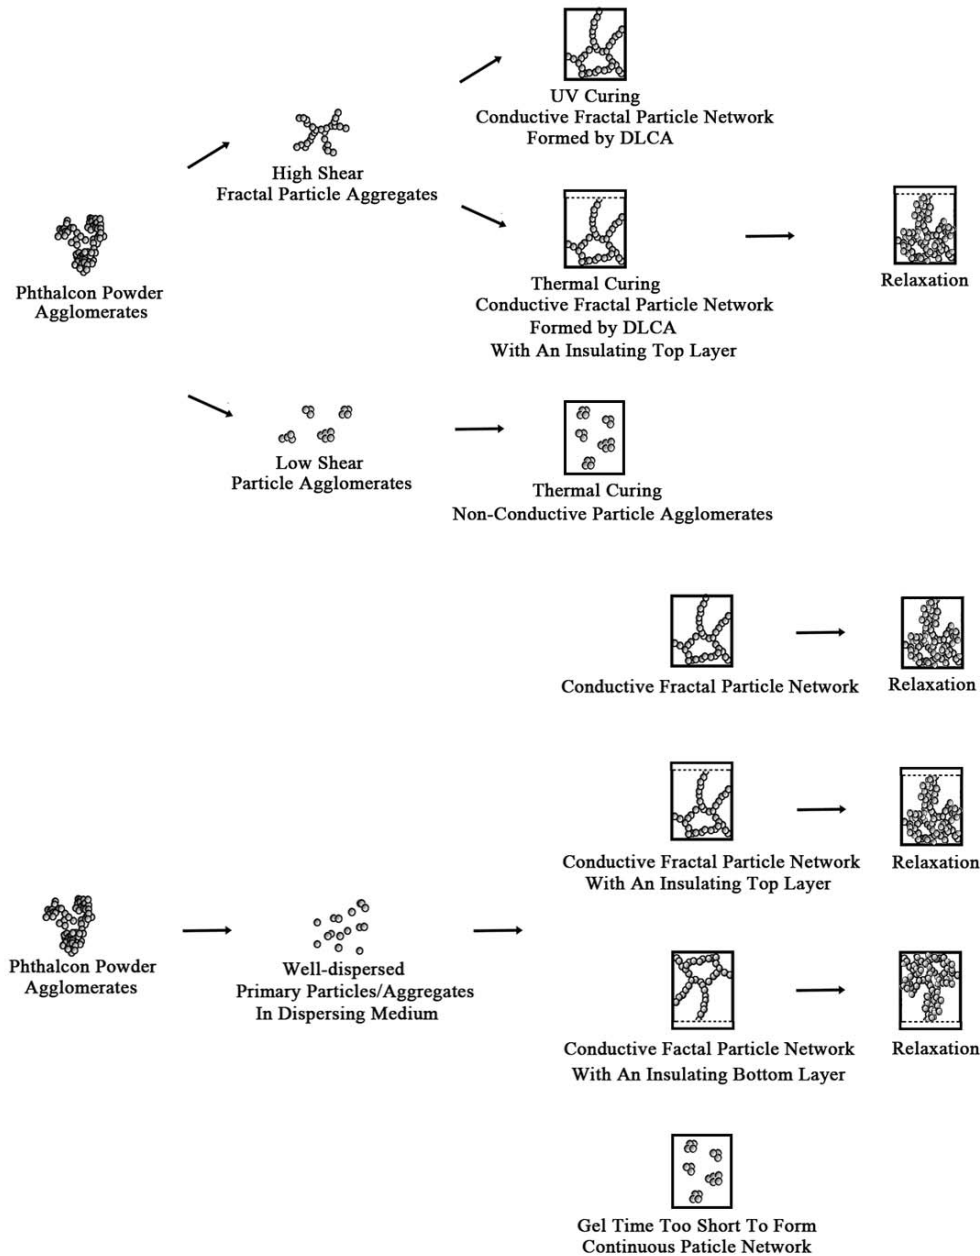 UV Curing
Conductive Fractal Particle Network
Formed by DLCA
High Shear
Fractal Particle Aggregates
Phthalcon Powder
Agglomerates
Thermal Curing
Conductive Fractal Particle Network
Formed by DLCA
With An Insulating Top Layer
Relaxation
Low Shear
Particle Agglomerates
Thermal Curing
Non-Conductive Particle Agglomerates
Conductive Fractal Particle Network
Relaxation
Conductive Fractal Particle Network
With An Insulating Top Layer
Relaxation
Phthalcon Powder
Agglomerates
Well-dispersed
Primary Particles/Aggregates
In Dispersing Medium
Conductive Factal Particle Network
With An Insulating Bottom Layer
Relaxation
Gel Time Too Short To Form
Continuous Paticle Network